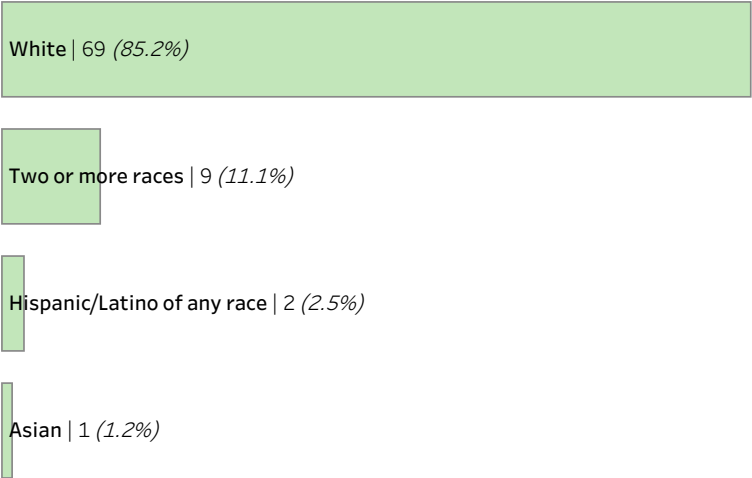 White | 69 (85.2%)
Two or more races | 9 (11.1%)
Hispanic/Latino of any race | 2 (2.5%)
Asian | 1 (1.2%)